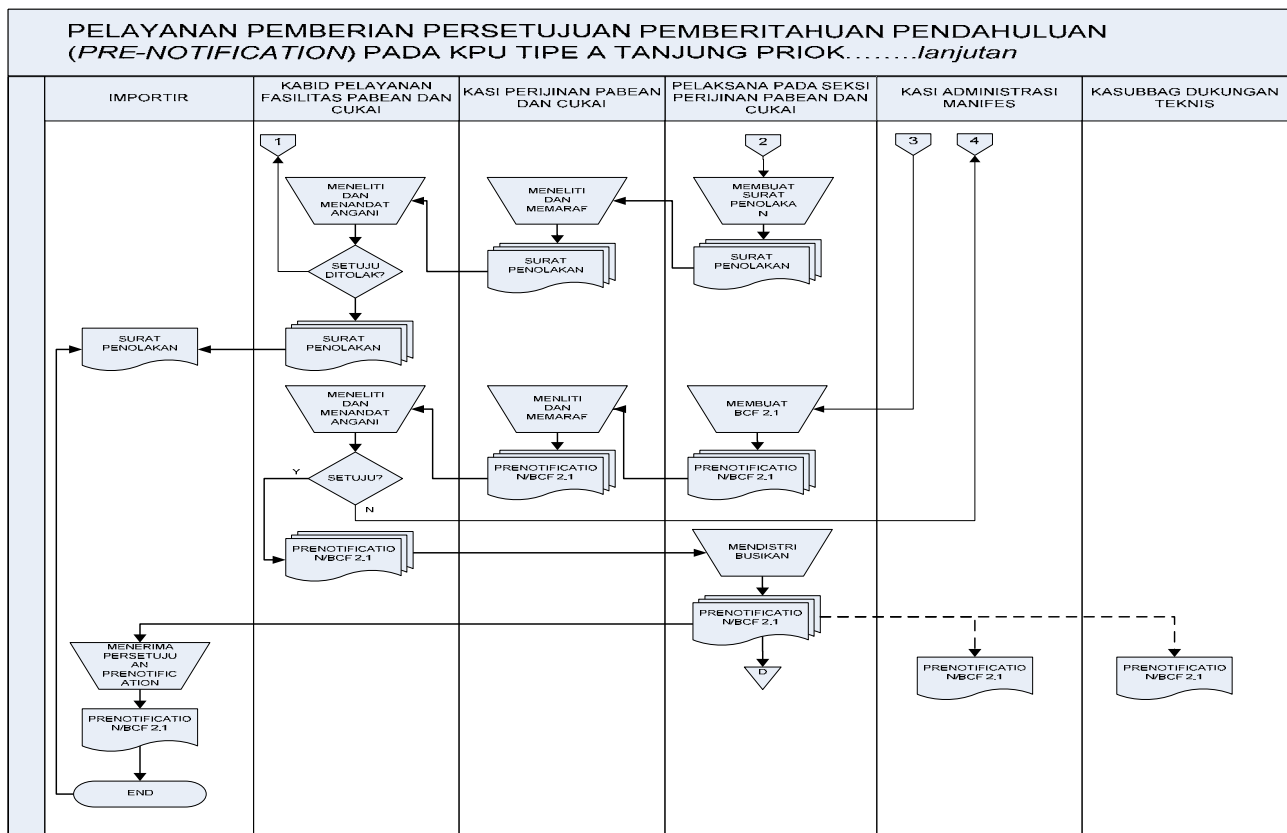 PELAYANAN PEMBERIAN PERSETUJUAN PEMBERITAHUAN PENDAHULUAN
(PRE-NOTIFICATION) PADA KPU TIPE A TANJUNG PRIOK........lanjutan
IMPORTIR
KABID PELAYANAN
FASILITAS PABEAN DAN
CUKAI
KASI PERIJINAN PABEAN
DAN CUKAI
PELAKSANA PADA SEKSI
PERIJINAN PABEAN DAN
CUKAI
KASI ADMINISTRASI
MANIFES
KASUBBAG DUKUNGAN
TEKNIS
1
2
3
4
MENELITI
DAN
MENANDAT
ANGANI
MENELITI
DAN
MEMARAF
MEMBUAT
SURAT
PENOLAKA
N
SETUJU
DITOLAK?
SURAT
PENOLAKAN
SURAT
PENOLAKAN
SURAT
PENOLAKAN
SURAT
PENOLAKAN
MENELITI
DAN
MENANDAT
ANGANI
MENLITI
DAN
MEMARAF
MEMBUAT
BCF 2.1
Y
SETUJU?
N
PRENOTIFICATIO
N/BCF 2.1
PRENOTIFICATIO
N/BCF 2.1
PRENOTIFICATIO
N/BCF 2.1
MENDISTRI
BUSIKAN
PRENOTIFICATIO
N/BCF 2.1
MENERIMA
PERSETUJU
AN
PRENOTIFIC
ATION
D
PRENOTIFICATIO
N/BCF 2.1
PRENOTIFICATIO
N/BCF 2.1
PRENOTIFICATIO
N/BCF 2.1
END